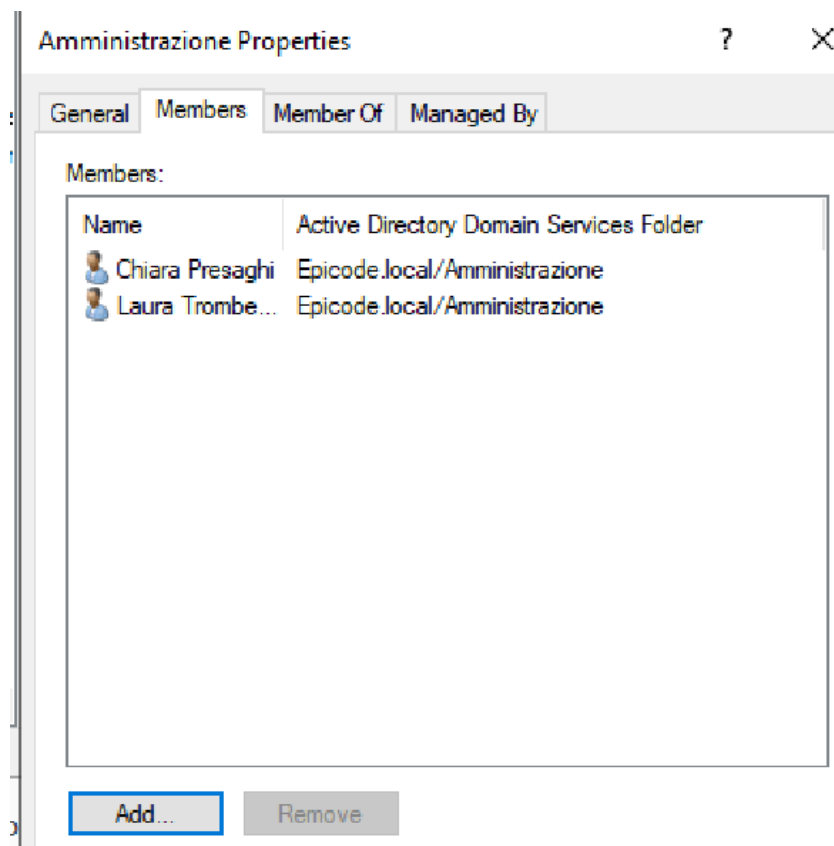 Amministrazione Properties ?
General Members Member Of Managed By
Members:
Name Active Directory Domain Services Folder
Chiara Presaghi Epicode.local/Amministrazione
Laura Trombe... Epicode.local/Amministrazione
Add... Remove